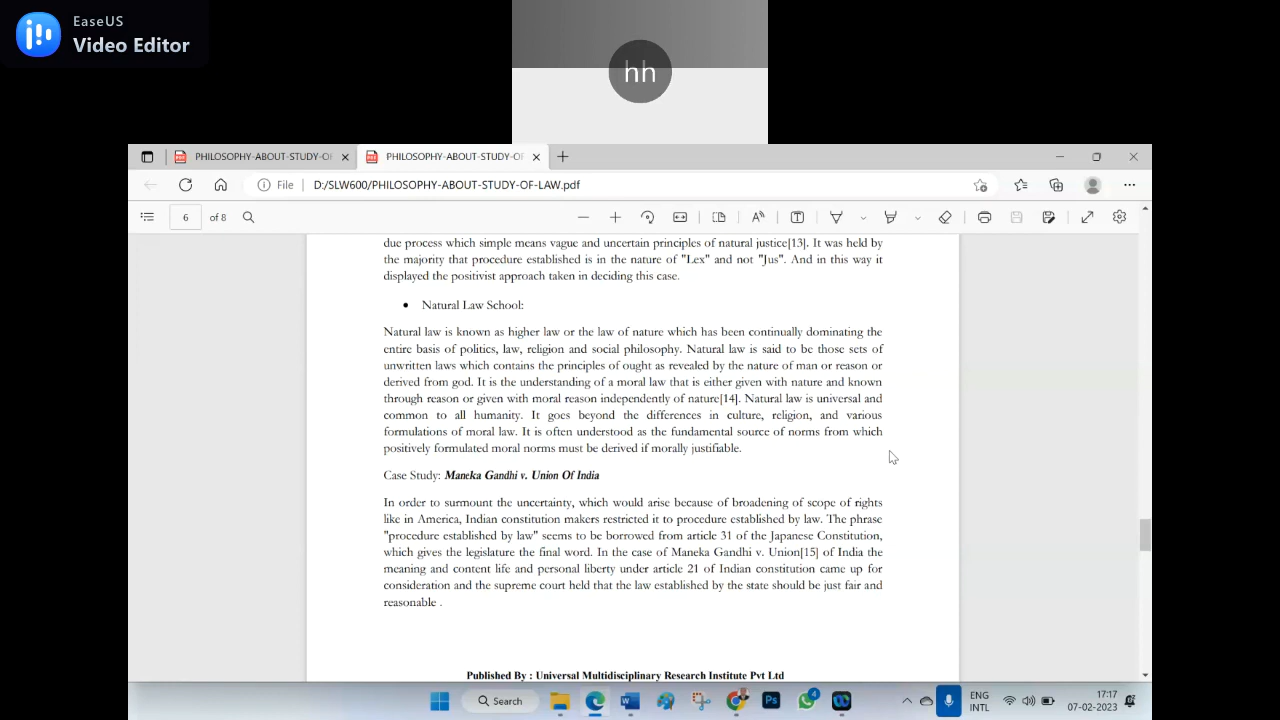 EaseUS
Video Editor
hh
PHILOSOPHY-ABOUT-STUDY-OF
PHILOSOPHY-ABOUT-STUDY-OF
File D:/SLW600/PHILOSOPHY-ABOUT-STUDY-OF-LAW.pdf
6 of 8
due process which simple means vague and uncertain principles of natural justice[13]. It was held by
the majority that procedure established is in the nature of "Lex" and not "Jus". And in this way it
displayed the positivist approach taken in deciding this case.
• Natural Law School:
Natural law is known as higher law or the law of nature which has been continually dominating the
entire basis of politics, law, religion and social philosophy. Natural law is said to be those sets of
unwritten laws which contains the principles of ought as revealed by the nature of man or reason or
derived from god. It is the understanding of a moral law that is either given with nature and known
through reason or given with moral reason independently of nature[14]. Natural law is universal and
common to all humanity. It goes beyond the differences in culture, religion, and various
formulations of moral law. It is often understood as the fundamental source of norms from which
positively formulated moral norms must be derived if morally justifiable.
Case Study: Maneka Gandhi v. Union Of India
In order to surmount the uncertainty, which would arise because of broadening of scope of rights
like in America, Indian constitution makers restricted it to procedure established by law. The phrase
"procedure established by law" seems to be borrowed from article 31 of the Japanese Constitution,
which gives the legislature the final word. In the case of Maneka Gandhi v. Union[15] of India the
meaning and content life and personal liberty under article 21 of Indian constitution came up for
consideration and the supreme court held that the law established by the state should be just fair and
reasonable .
Published By : Universal Multidisciplinary Research Institute Pvt Ltd
Search
W
Ps
4
ENG
INTL
17:17
07-02-2023